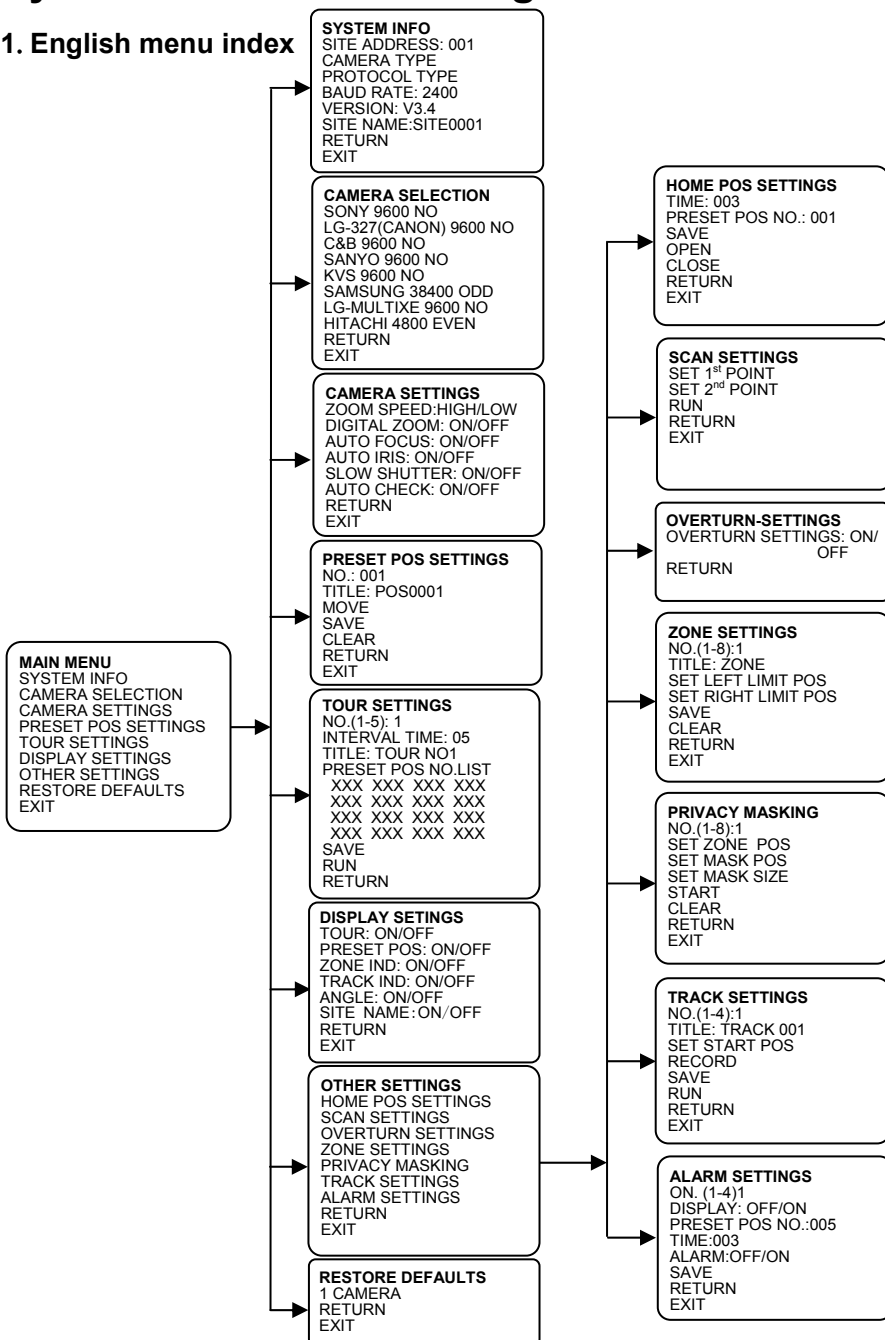 1. English menu index
SYSTEM INFO
SITE ADDRESS: 001
CAMERA TYPE
PROTOCOL TYPE
BAUD RATE: 2400
VERSION: V3.4
SITE NAME:SITE0001
RETURN
EXIT
CAMERA SELECTION
SONY 9600 NO
LG-327(CANON) 9600 NO
C&B 9600 NO
SANYO 9600 NO
KVS 9600 NO
SAMSUNG 38400 ODD
LG-MULTIXE 9600 NO
HITACHI 4800 EVEN
RETURN
EXIT
CAMERA SETTINGS
ZOOM SPEED:HIGH/LOW
DIGITAL ZOOM: ON/OFF
AUTO FOCUS: ON/OFF
AUTO IRIS: ON/OFF
SLOW SHUTTER: ON/OFF
AUTO CHECK: ON/OFF
RETURN
EXIT
PRESET POS SETTINGS
NO.: 001
TITLE: POS0001
MOVE
SAVE
CLEAR
RETURN
EXIT
MAIN MENU
SYSTEM INFO
CAMERA SELECTION
CAMERA SETTINGS
PRESET POS SETTINGS
TOUR SETTINGS
DISPLAY SETTINGS
OTHER SETTINGS
RESTORE DEFAULTS
EXIT
TOUR SETTINGS
NO.(1-5): 1
INTERVAL TIME: 05
TITLE: TOUR NO1
PRESET POS NO.LIST
XXX XXX XXX XXX
XXX XXX XXX XXX
XXX XXX XXX XXX
XXX XXX XXX XXX
SAVE
RUN
RETURN
DISPLAY SETINGS
TOUR: ON/OFF
PRESET POS: ON/OFF
ZONE IND: ON/OFF
TRACK IND: ON/OFF
ANGLE: ON/OFF
SITE NAME:ON/OFF
RETURN
EXIT
OTHER SETTINGS
HOME POS SETTINGS
SCAN SETTINGS
OVERTURN SETTINGS
ZONE SETTINGS
PRIVACY MASKING
TRACK SETTINGS
ALARM SETTINGS
RETURN
EXIT
RESTORE DEFAULTS
1 CAMERA
RETURN
EXIT
HOME POS SETTINGS
TIME: 003
PRESET POS NO.: 001
SAVE
OPEN
CLOSE
RETURN
EXIT
SCAN SETTINGS
SET 1st POINT
SET 2nd POINT
RUN
RETURN
EXIT
OVERTURN-SETTINGS
OVERTURN SETTINGS: ON/
OFF
RETURN
ZONE SETTINGS
NO.(1-8):1
TITLE: ZONE
SET LEFT LIMIT POS
SET RIGHT LIMIT POS
SAVE
CLEAR
RETURN
EXIT
PRIVACY MASKING
NO.(1-8):1
SET ZONE POS
SET MASK POS
SET MASK SIZE
START
CLEAR
RETURN
EXIT
TRACK SETTINGS
NO.(1-4):1
TITLE: TRACK 001
SET START POS
RECORD
SAVE
RUN
RETURN
EXIT
ALARM SETTINGS
ON. (1-4)1
DISPLAY: OFF/ON
PRESET POS NO.:005
TIME:003
ALARM:OFF/ON
SAVE
RETURN
EXIT